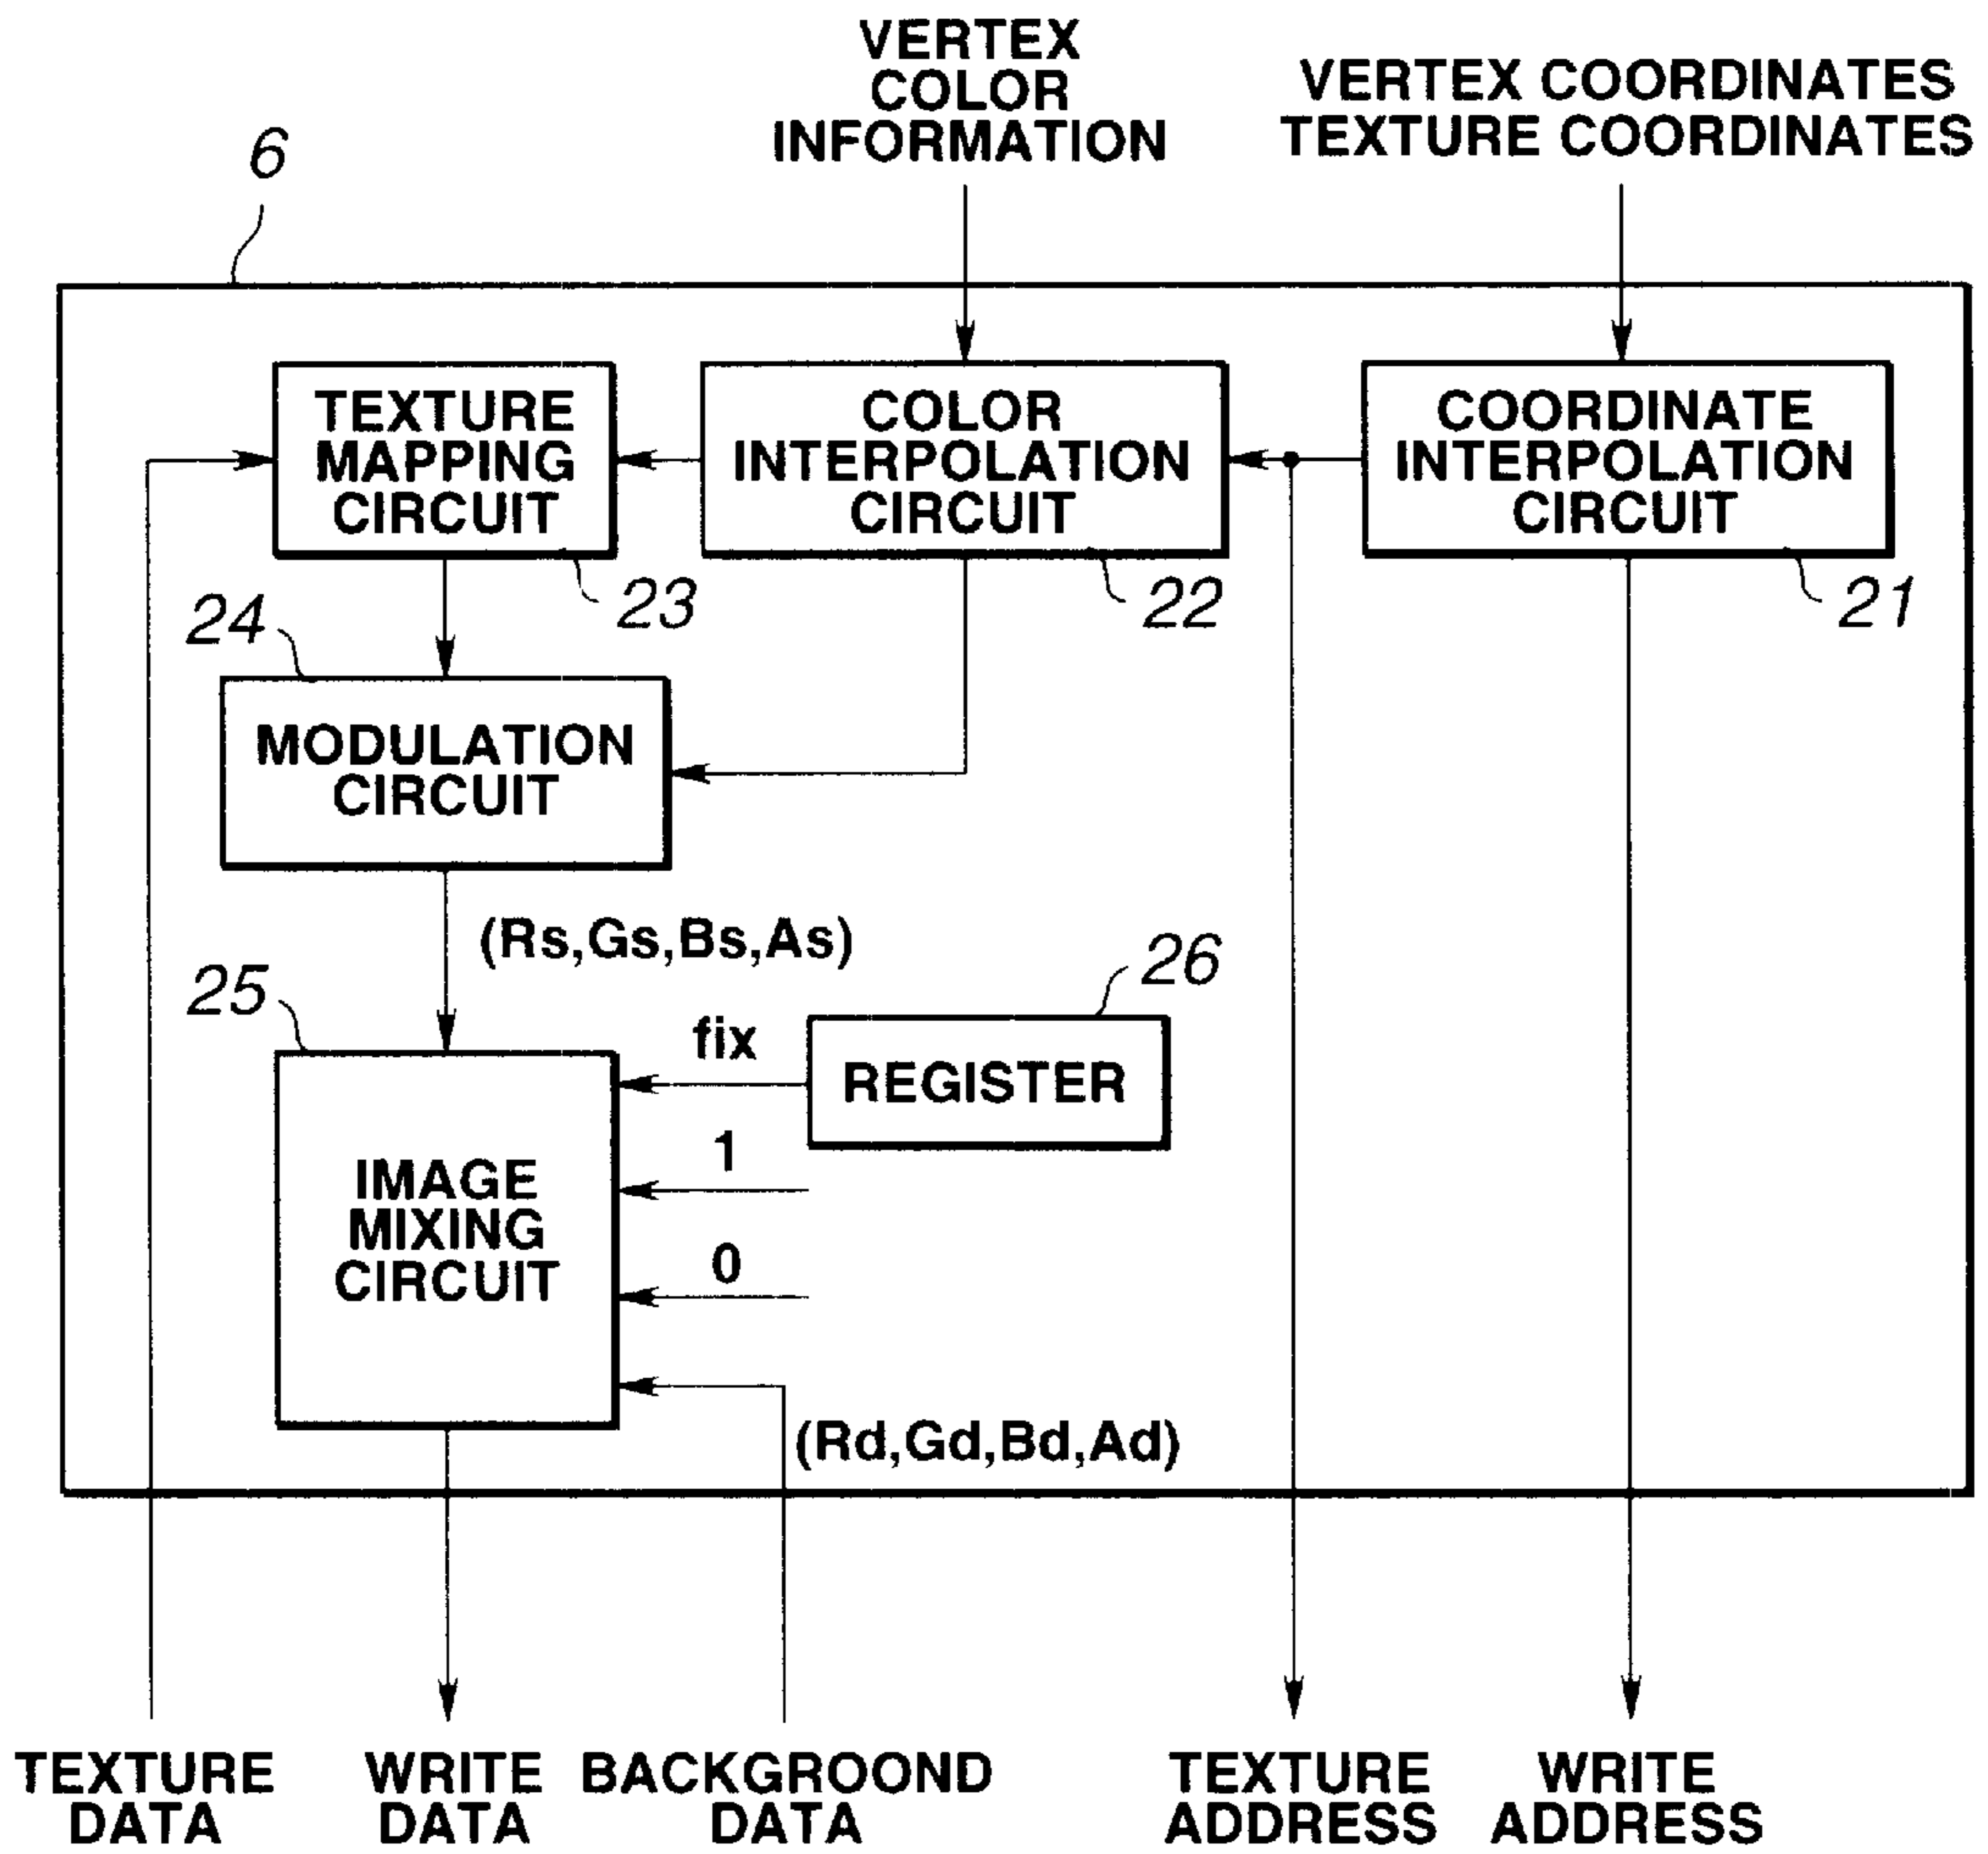 VERTEX
COLOR
INFORMATION
VERTEX COORDINATES
TEXTURE COORDINATES
6
TEXTURE
MAPPING
CIRCUIT
COLOR
INTERPOLATION
CIRCUIT
COORDINATE
INTERPOLATION
CIRCUIT
23
22
21
24
MODULATION
CIRCUIT
(Rs,Gs,Bs,As)
25
26
fix
REGISTER
1
IMAGE
MIXING
CIRCUIT
0
(Rd,Gd,Bd,Ad)
TEXTURE
DATA
WRITE
DATA
BACKGROOND
DATA
TEXTURE
ADDRESS
WRITE
ADDRESS